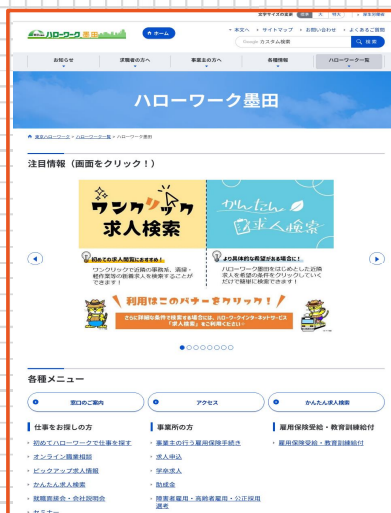 文字サイズの変更 標準 大 特大
本文へ サイトマップ お問い合わせ よくあるご質問
ハローワーク墨田
ホーム
Google カスタム検索
検索
お知らせ
求職者の方へ
事業主の方へ
各種情報
ハローワーク一覧
ハローワーク墨田
東京ハローワーク > ハローワーク一覧 > ハローワーク墨田
注目情報（画面をクリック！）
ワンクリック
求人検索
かんたん
求人検索
初めての求人閲覧におすすめ！
ワンクリックで近隣の事務系、清掃・
軽作業等の新着求人を検索することが
できます！
より具体的な希望がある場合に！
ハローワーク墨田をはじめとした近隣
求人を希望の条件をクリックしていく
だけで簡単に検索できます！
利用はこのバナーをクリック！
さらに詳細な条件で検索する場合には、ハローワークインターネットサービス
「求人検索」をご利用ください
各種メニュー
窓口のご案内
アクセス
かんたん求人検索
仕事をお探しの方
初めてハローワークで仕事を探す
オンライン職業相談
ピックアップ求人情報
かんたん求人検索
就職面接会・会社説明会
セミナー
事業所の方
事業主の行う雇用保険手続き
求人申込
学卒求人
助成金
障害者雇用・高齢者雇用・公正採用
選考
雇用保険受給・教育訓練給付
雇用保険受給・教育訓練給付